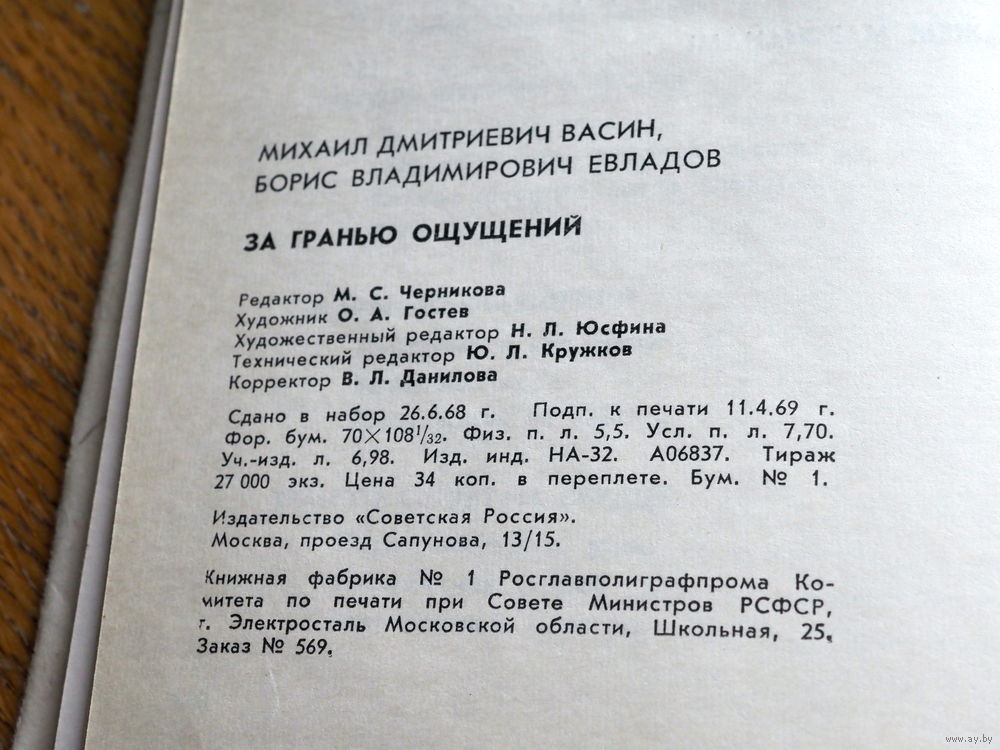 МИХАИЛ ДМИТРИЕВИЧ ВАСИН,
БОРИС ВЛАДИМИРОВИЧ ЕВЛАДОВ
ЗА ГРАНЬЮ ОЩУЩЕНИЙ
Редактор М. С. Черникова
Художник О. А. Гостев
Художественный редактор Н. Л. Юсфина
Технический редактор Ю. Л. Кружков
Корректор В. Л. Данилова
Сдано в набор 26.6.68 г. Подп. к печати 11.4.69 г.
Фор. бум. 70×108¹/₃₂. Физ. п. л. 5,5. Усл. п. л. 7,70.
Уч.-изд. л. 6,98. Изд. инд. НА-32. А06837. Тираж
27 000 экз. Цена 34 коп. в переплете. Бум. № 1.
Издательство «Советская Россия».
Москва, проезд Сапунова, 13/15.
Книжная фабрика № 1 Росглавполиграфпрома Ко-
митета по печати при Совете Министров РСФСР,
г. Электросталь Московской области, Школьная, 25.
Заказ № 569.
www.ay.by